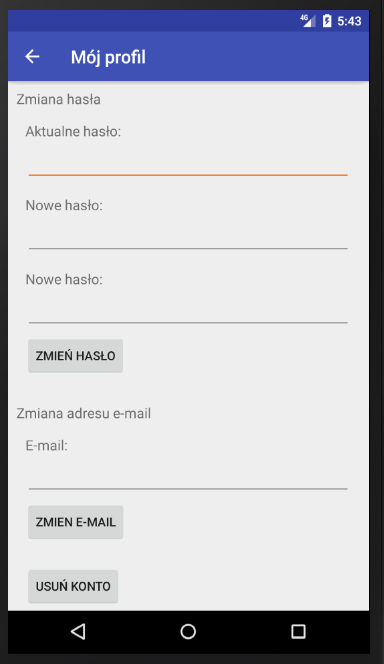 4G 5:43
Mój profil
Zmiana hasła
Aktualne hasło:
Nowe hasło:
Nowe hasło:
ZMIEŃ HASŁO
Zmiana adresu e-mail
E-mail:
ZMIEN E-MAIL
USUŃ KONTO